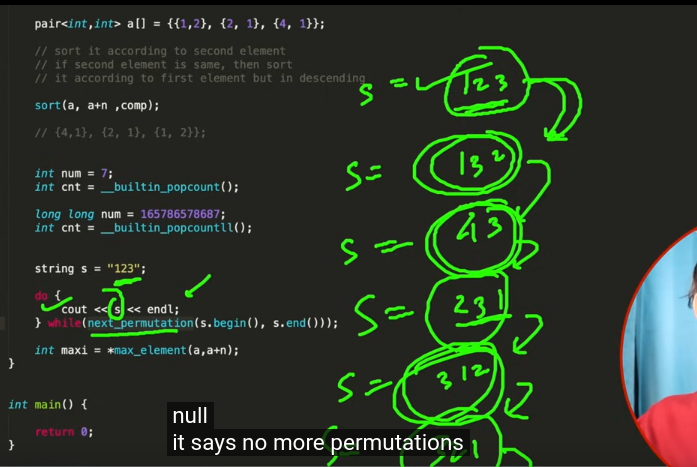 pair<int,int> a[] = {{1,2}, {2, 1}, {4, 1}};
// sort it according to second element
// if second element is same, then sort
// it according to first element but in descending
sort(a, a+n ,comp);
// {4,1}, {2, 1}, {1, 2}};
int num = 7;
int cnt = __builtin_popcount();
long long num = 165786578687;
int cnt = __builtin_popcountll();
string s = "123";
do {
cout << s << endl;
} while(next_permutation(s.begin(), s.end()));
int maxi = *max_element(a,a+n);
}
int main() {
return 0;
}
s = 123
s = 132
s =
s = 231
s = 312
null
it says no more permutations